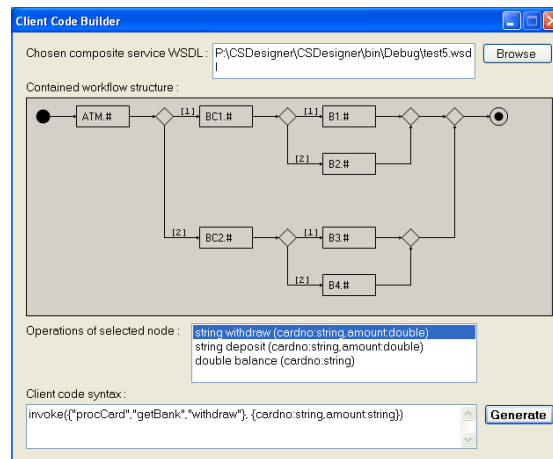 Client Code Builder
Chosen composite service WSDL :
P:\CSDesigner\CSDesigner\bin\Debug\test5.wsd
l
Browse
Contained workflow structure :
ATM.#
[1]
BC1.#
[1]
B1.#
[2]
B2.#
[2]
BC2.#
[1]
B3.#
[2]
B4.#
Operations of selected node :
string withdraw (cardno:string,amount:double)
string deposit (cardno:string,amount:double)
double balance (cardno:string)
Client code syntax :
invoke({"procCard","getBank","withdraw"}, {cardno:string,amount:string})
Generate